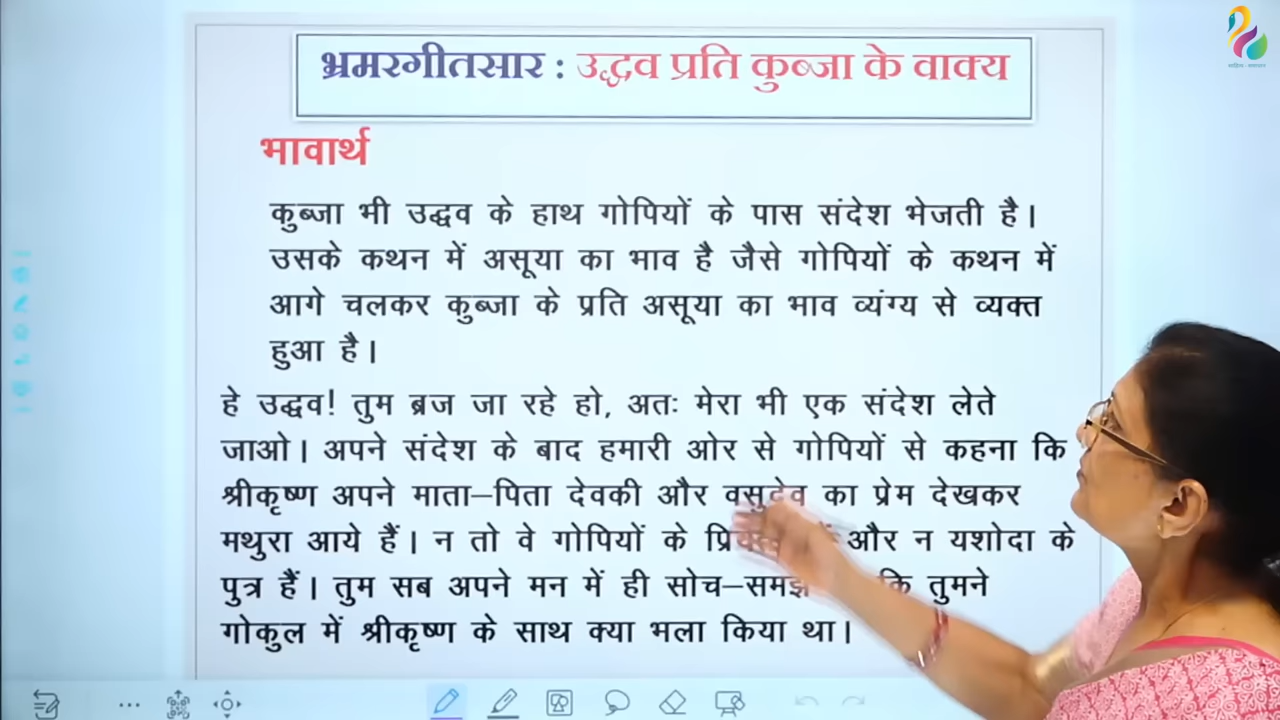 भ्रमरगीतसार : उद्धव प्रति कुब्जा के वाक्य
भावार्थ
कुब्जा भी उद्धव के हाथ गोपियों के पास संदेश भेजती है।
उसके कथन में असूया का भाव है जैसे गोपियों के कथन में
आगे चलकर कुब्जा के प्रति असूया का भाव व्यंग्य से व्यक्त
हुआ है।
हे उद्धव! तुम ब्रज जा रहे हो, अतः मेरा भी एक संदेश लेते
जाओ। अपने संदेश के बाद हमारी ओर से गोपियों से कहना कि
श्रीकृष्ण अपने माता–पिता देवकी और वसुदेव का प्रेम देखकर
मथुरा आये हैं। न तो वे गोपियों के और न यशोदा के
पुत्र हैं। तुम सब अपने मन में ही सोच–समझ कि तुमने
गोकुल में श्रीकृष्ण के साथ क्या भला किया था।